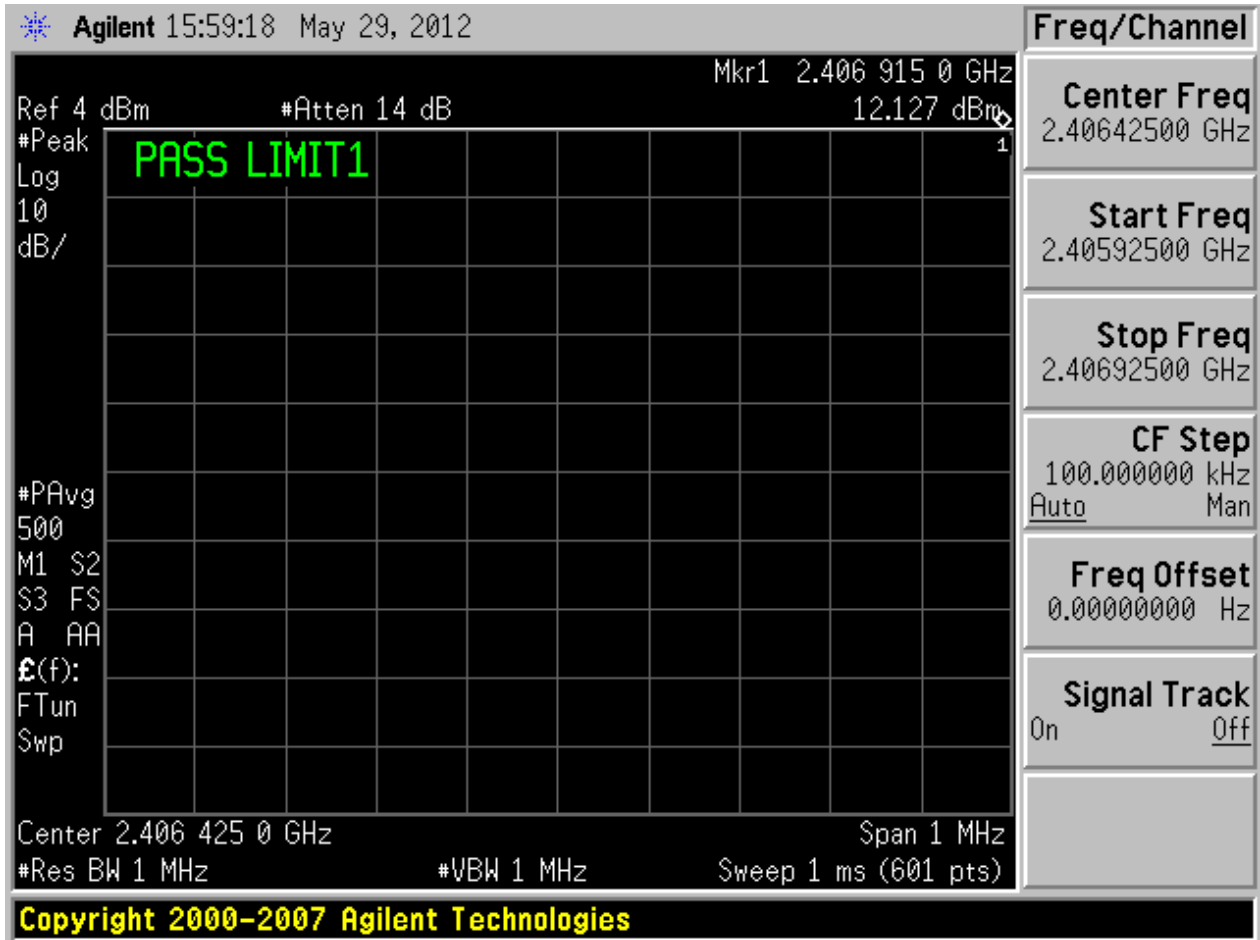 Agilent 15:59:18 May 29, 2012
Freq/Channel
Mkr1 2.406 915 0 GHz
Ref 4 dBm #Atten 14 dB 12.127 dBm
#Peak
Log
10
dB/
PASS LIMIT1
1
#PAvg
500
M1 S2
S3 FS
A AA
£(f):
FTun
Swp
Center 2.406 425 0 GHz Span 1 MHz
#Res BW 1 MHz #VBW 1 MHz Sweep 1 ms (601 pts)
Center Freq
2.40642500 GHz
Start Freq
2.40592500 GHz
Stop Freq
2.40692500 GHz
CF Step
100.000000 kHz
Auto Man
Freq Offset
0.00000000 Hz
Signal Track
On Off
Copyright 2000-2007 Agilent Technologies